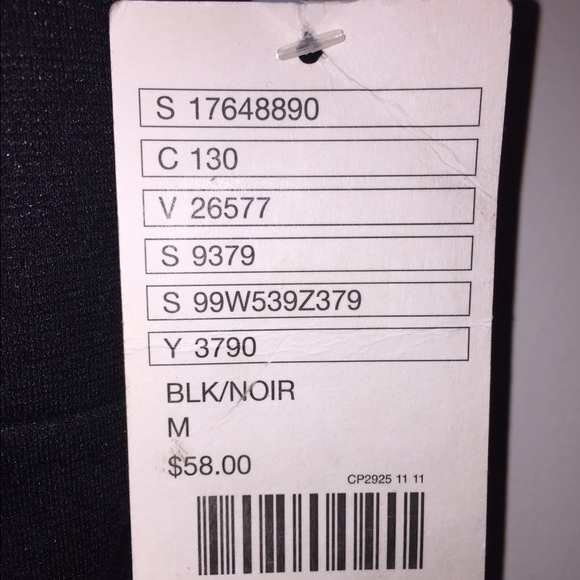 S 17648890
C 130
V 26577
S 9379
S 99W539Z379
Y 3790
BLK/NOIR
M
$58.00
CP2925 11 11